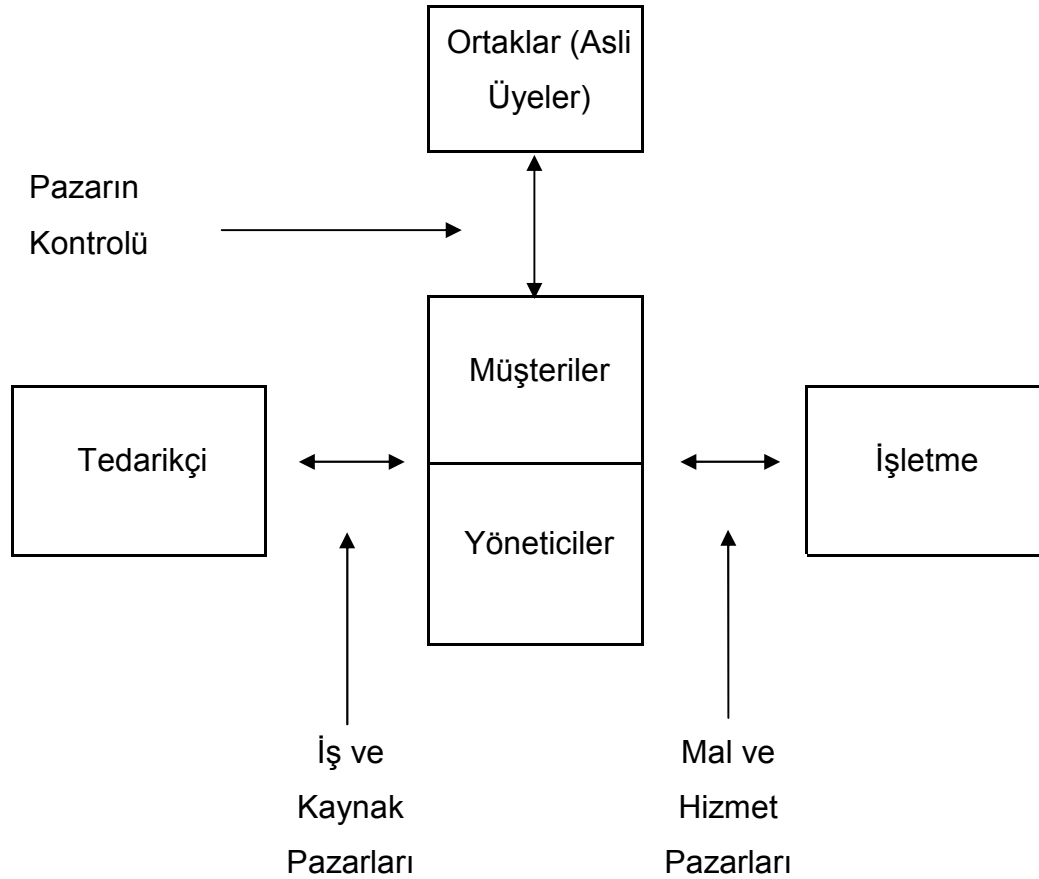 Ortaklar (Asli
Üyeler)
Pazarın
Kontrolü
Müşteriler
Tedarikçi
İşletme
Yöneticiler
İş ve
Kaynak
Pazarları
Mal ve
Hizmet
Pazarları